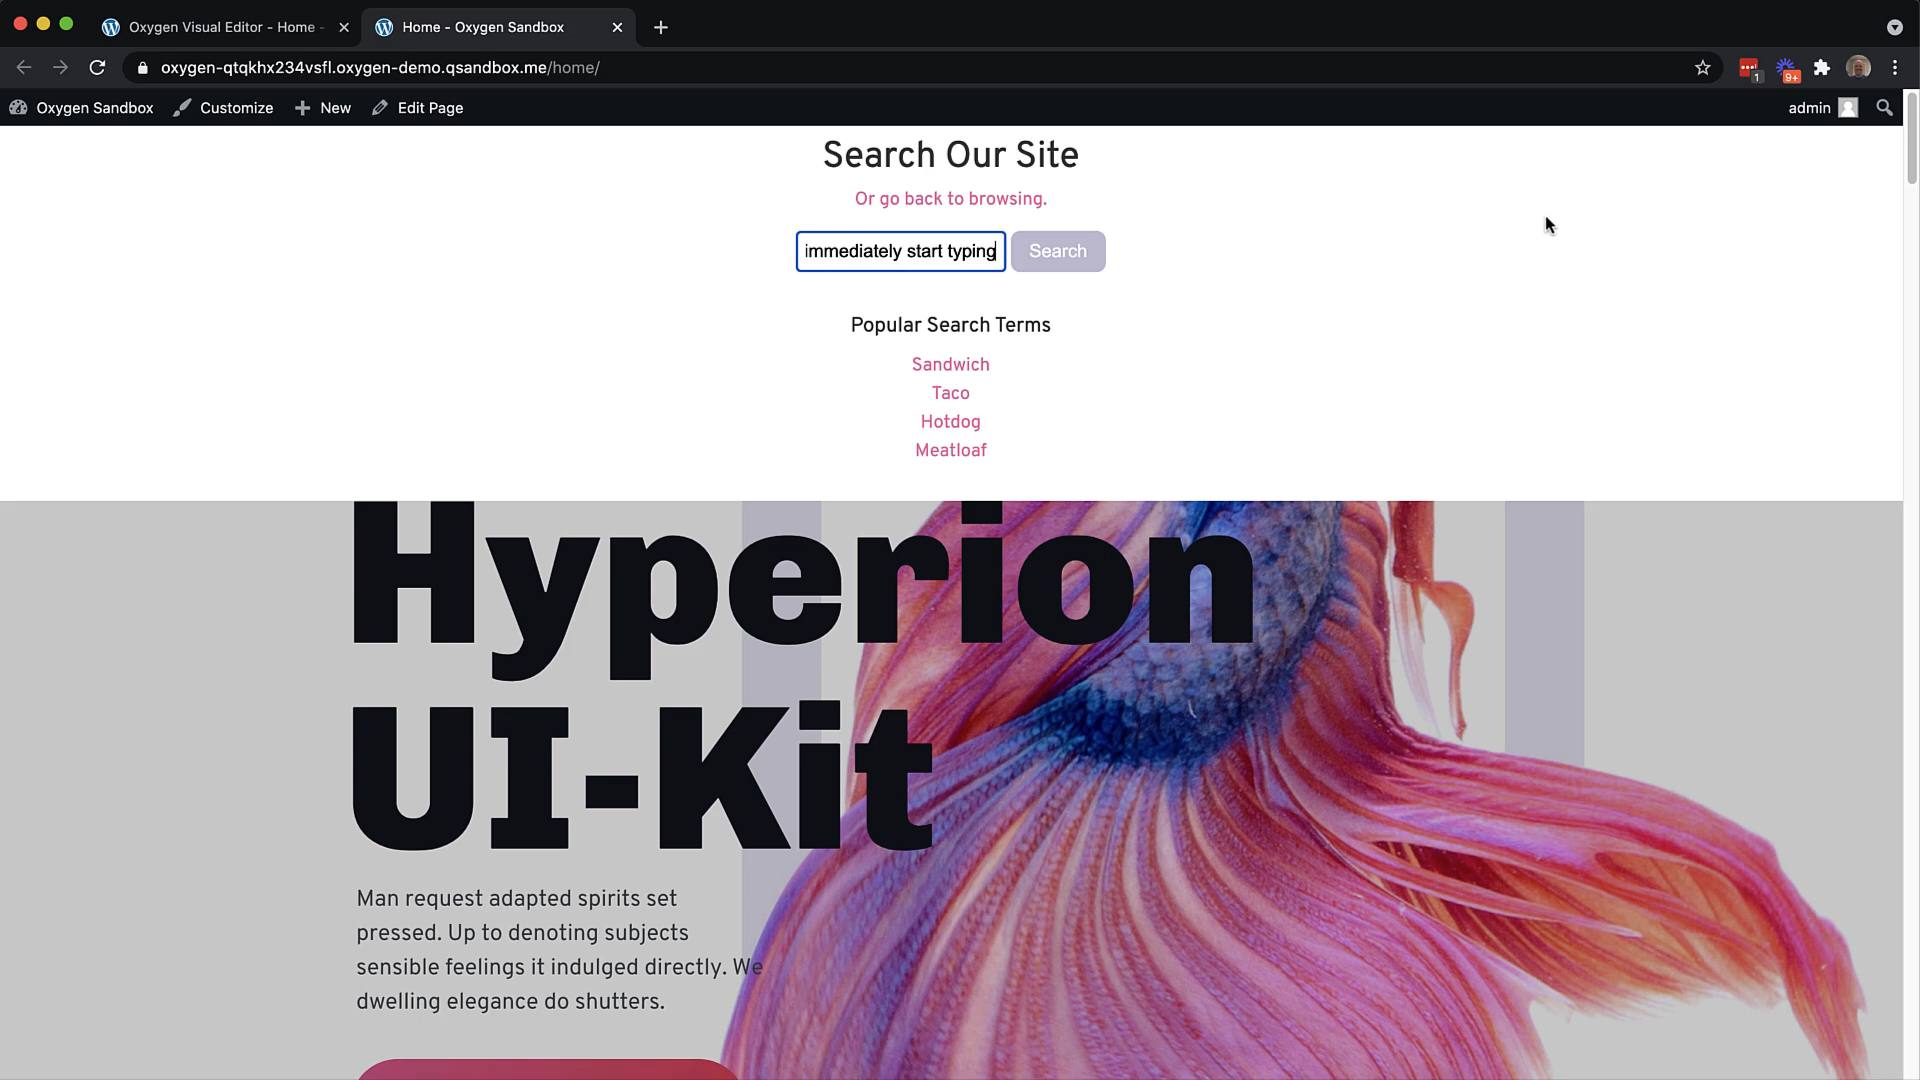 Oxygen Visual Editor - Home -
Home - Oxygen Sandbox
oxygen-qtqkhx234vsfl.oxygen-demo.qsandbox.me/home/
1
9+
Oxygen Sandbox
Customize
New
Edit Page
admin
Search Our Site
Or go back to browsing.
immediately start typing
Search
Popular Search Terms
Sandwich
Taco
Hotdog
Meatloaf
Hyperion
UI-Kit
Man request adapted spirits set
pressed. Up to denoting subjects
sensible feelings it indulged directly. We
dwelling elegance do shutters.